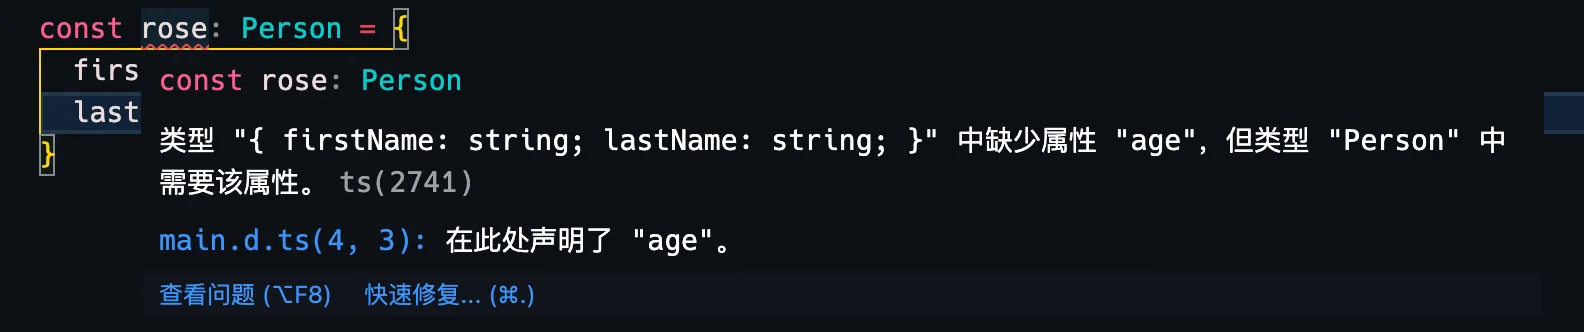 const rose: Person = {
firs
last
}
const rose: Person
类型 "{ firstName: string; lastName: string; }" 中缺少属性 "age"，但类型 "Person" 中
需要该属性。 ts(2741)
main.d.ts(4, 3): 在此处声明了 "age"。
查看问题 (⌥F8) 快速修复... (⌘.)